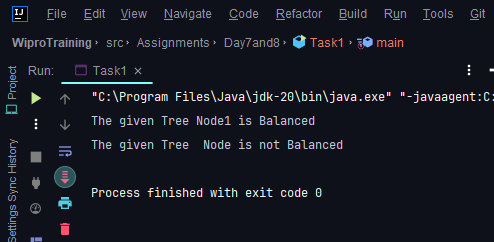 IJ File Edit View Navigate Code Refactor Build Run Tools Git
WiproTraining src Assignments Day7and8 Task1 main
Run: Task1
Project
Settings Sync History
"C:\Program Files\Java\jdk-20\bin\java.exe" "-javaagent:C:
The given Tree Node1 is Balanced
The given Tree  Node is not Balanced
Process finished with exit code 0